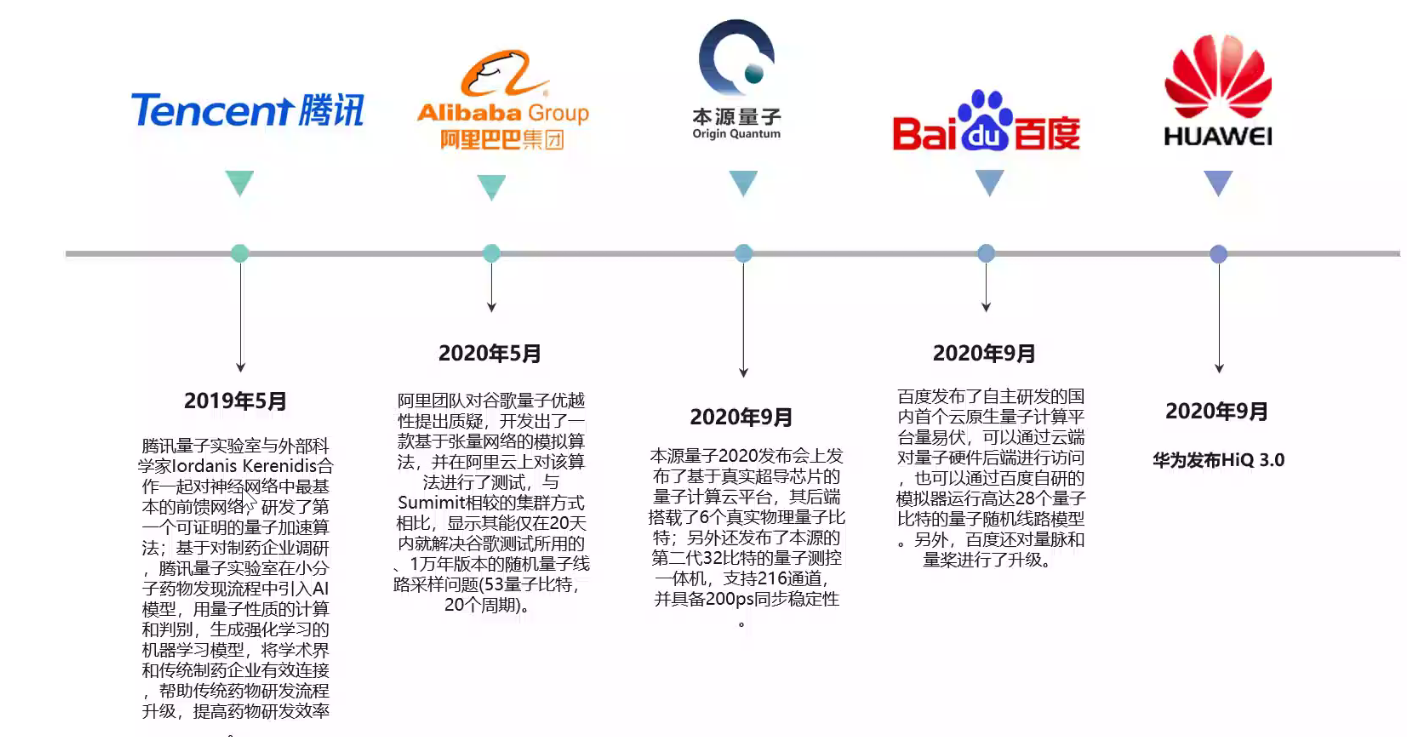 Tencent腾讯
Alibaba Group
阿里巴巴集团
本源量子
Origin Quantum
Baidu百度
HUAWEI
2019年5月
腾讯量子实验室与外部科
学家Iordanis Kerenidis合
作一起对神经网络中最基
本的前馈网络，研发了第
一个可证明的量子加速算
法；基于对制药企业调研
，腾讯量子实验室在小分
子药物发现流程中引入AI
模型，用量子性质的计算
和判别，生成强化学习的
机器学习模型，将学术界
和传统制药企业有效连接
，帮助传统药物研发流程
升级，提高药物研发效率
。
2020年5月
阿里团队对谷歌量子优越
性提出质疑，开发出了一
款基于张量网络的模拟算
法，并在阿里云上对该算
法进行了测试，与
Sumimit相较的集群方式
相比，显示其能仅在20天
内就解决谷歌测试所用的
、1万年版本的随机量子线
路采样问题(53量子比特，
20个周期)。
2020年9月
本源量子2020发布会上发
布了基于真实超导芯片的
量子计算云平台，其后端
搭载了6个真实物理量子比
特；另外还发布了本源的
第二代32比特的量子测控
一体机，支持216通道，
并具备200ps同步稳定性
。
2020年9月
百度发布了自主研发的国
内首个云原生量子计算平
台量易伏，可以通过云端
对量子硬件后端进行访问
，也可以通过百度自研的
模拟器运行高达28个量子
比特的量子随机线路模型
。另外，百度还对量脉和
量桨进行了升级。
2020年9月
华为发布HiQ 3.0